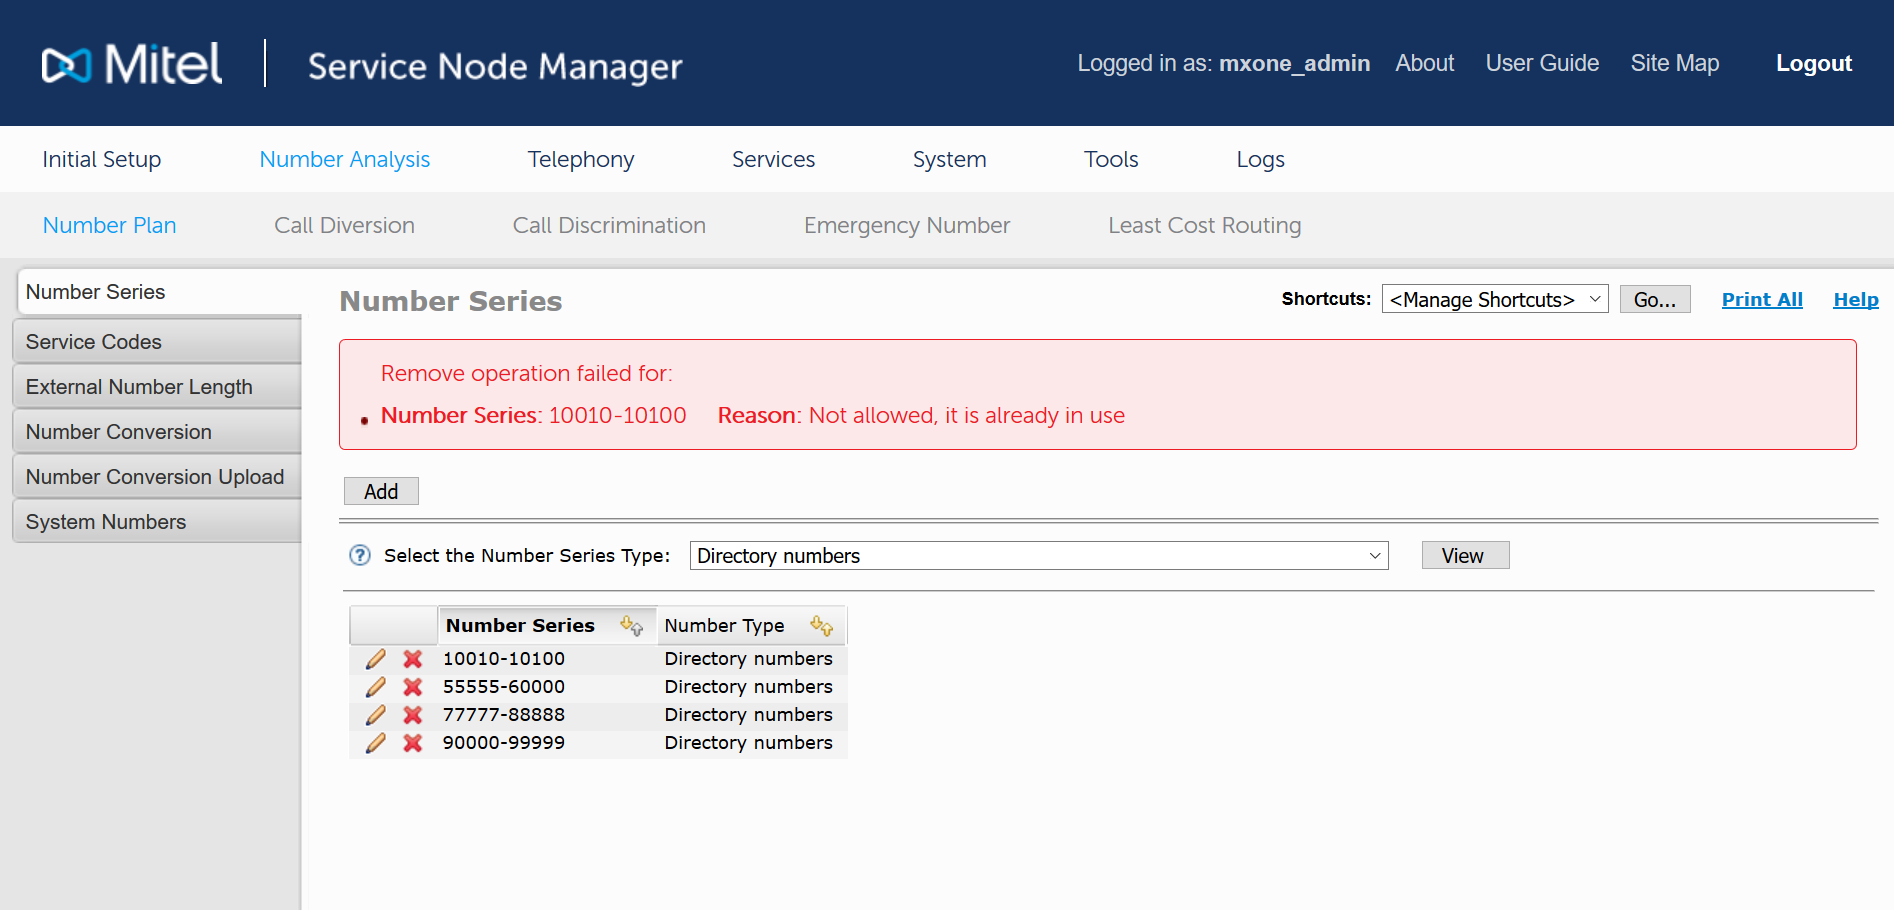 Mitel Service Node Manager Logged in as: mxone_admin About User Guide Site Map Logout
Initial Setup Number Analysis Telephony Services System Tools Logs
Number Plan Call Diversion Call Discrimination Emergency Number Least Cost Routing
Number Series
Service Codes
External Number Length
Number Conversion
Number Conversion Upload
System Numbers
Number Series Shortcuts: <Manage Shortcuts> Go... Print All Help
Remove operation failed for:
Number Series: 10010-10100 Reason: Not allowed, it is already in use
Add
? Select the Number Series Type: Directory numbers View
Number Series Number Type
10010-10100 Directory numbers
55555-60000 Directory numbers
77777-88888 Directory numbers
90000-99999 Directory numbers